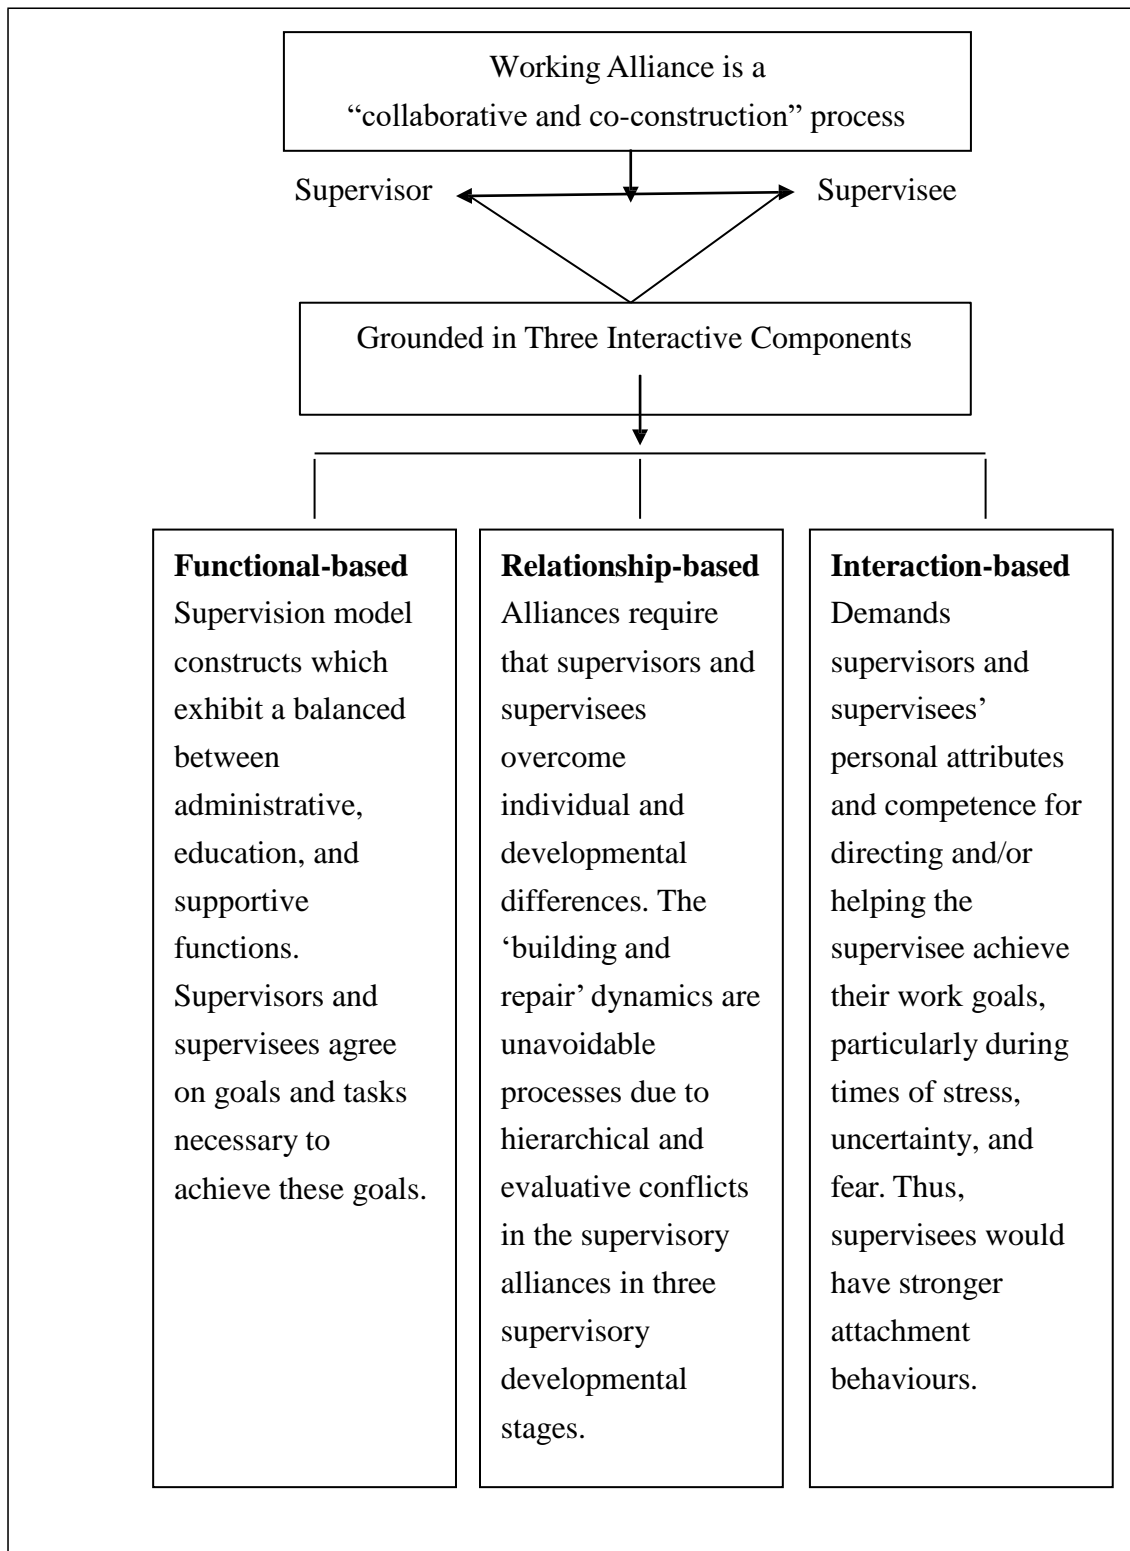 Working Alliance is a
“collaborative and co-construction” process
Supervisor
Supervisee
Grounded in Three Interactive Components
Functional-based
Supervision model
constructs which
exhibit a balanced
between
administrative,
education, and
supportive
functions.
Supervisors and
supervisees agree
on goals and tasks
necessary to
achieve these goals.
Relationship-based
Alliances require
that supervisors and
supervisees
overcome
individual and
developmental
differences. The
‘building and
repair’ dynamics are
unavoidable
processes due to
hierarchical and
evaluative conflicts
in the supervisory
alliances in three
supervisory
developmental
stages.
Interaction-based
Demands
supervisors and
supervisees’
personal attributes
and competence for
directing and/or
helping the
supervisee achieve
their work goals,
particularly during
times of stress,
uncertainty, and
fear. Thus,
supervisees would
have stronger
attachment
behaviours.